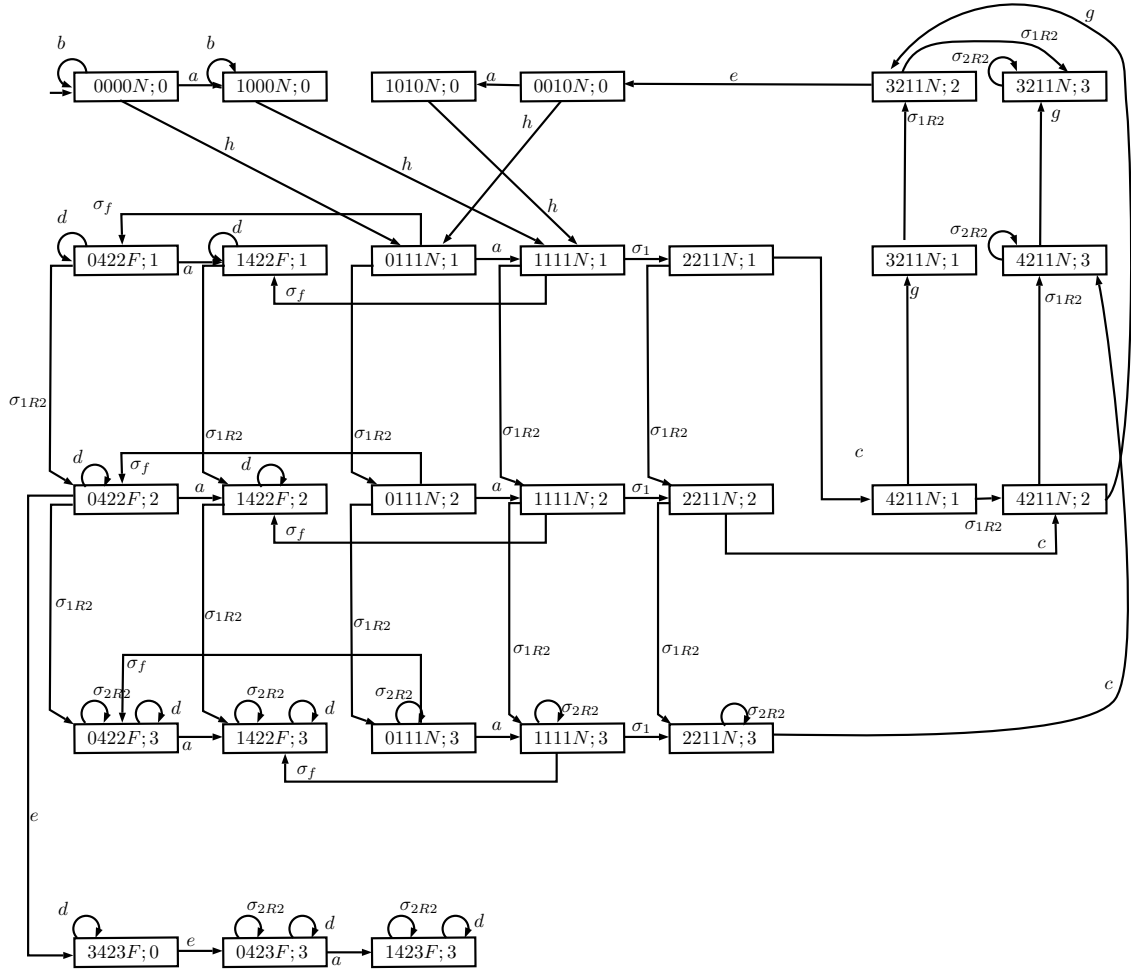 g
b
b
σ1R2
σ2R2
a
a
e
0000N; 0
1000N; 0
1010N; 0
0010N; 0
3211N; 2
3211N; 3
σ1R2
g
h
h
h
h
σf
d
d
σ2R2
a
a
σ1
0422F; 1
1422F; 1
0111N; 1
1111N; 1
2211N; 1
3211N; 1
4211N; 3
σf
g
σ1R2
σ1R2
σ1R2
σ1R2
σ1R2
σ1R2
c
d
σf
d
a
a
σ1
0422F; 2
1422F; 2
0111N; 2
1111N; 2
2211N; 2
4211N; 1
4211N; 2
σ1R2
σf
c
σ1R2
σ1R2
σ1R2
σ1R2
σ1R2
σf
c
σ2R2
d
σ2R2
d
σ2R2
σ2R2
σ2R2
a
a
σ1
0422F; 3
1422F; 3
0111N; 3
1111N; 3
2211N; 3
σf
e
d
σ2R2
d
σ2R2
d
e
a
3423F; 0
0423F; 3
1423F; 3